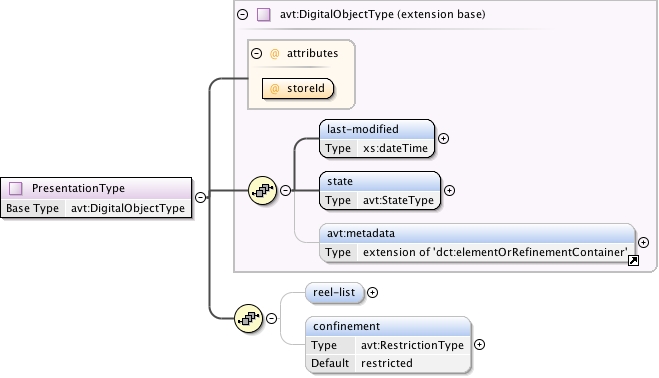 avt:DigitalObjectType (extension base)
@ attributes
@ storeId
last-modified
Type xs:dateTime
state
Type avt:StateType
PresentationType
Base Type avt:DigitalObjectType
avt:metadata
Type extension of 'dct:elementOrRefinementContainer'
reel-list
confinement
Type avt:RestrictionType
Default restricted